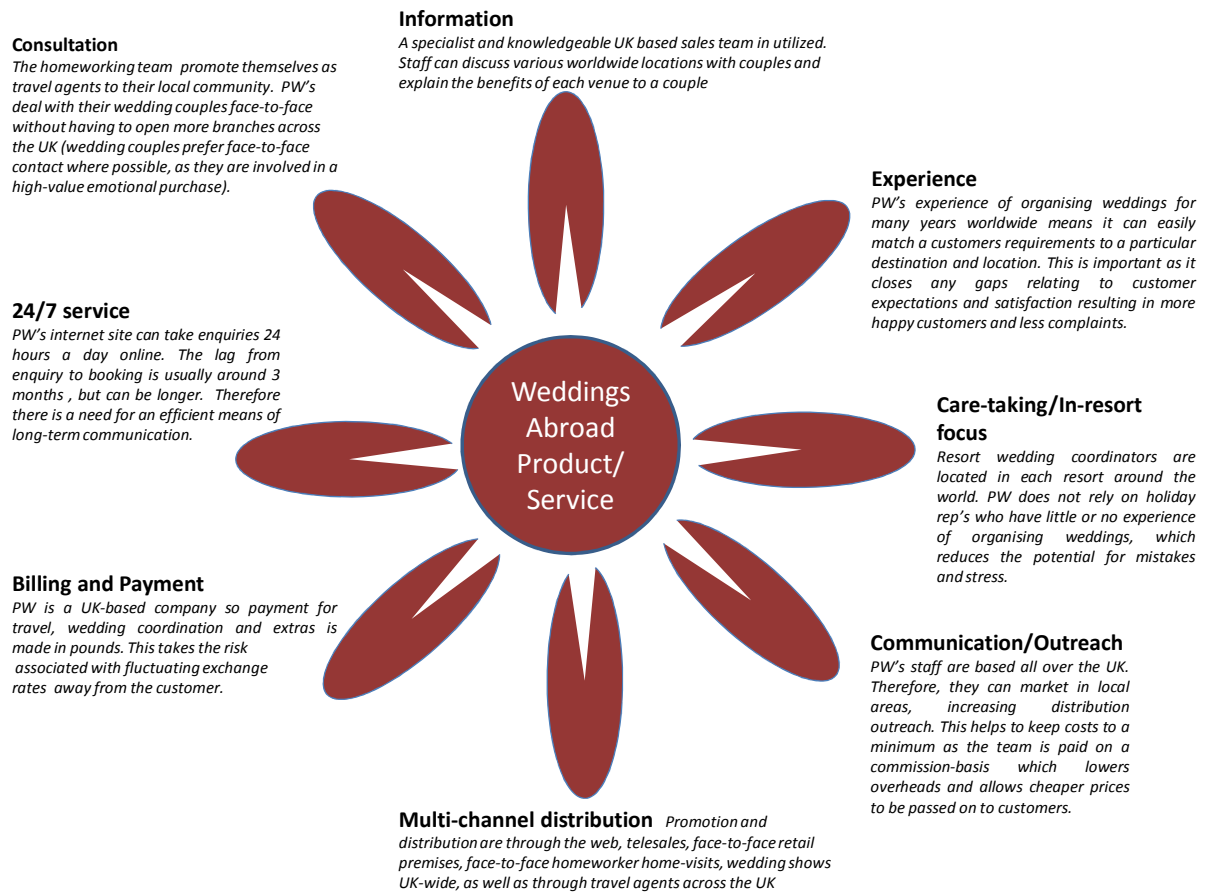 Information
A specialist and knowledgeable UK based sales team in utilized.
Staff can discuss various worldwide locations with couples and
explain the benefits of each venue to a couple
Consultation
The homeworking team promote themselves as
travel agents to their local community. PW's
deal with their wedding couples face-to-face
without having to open more branches across
the UK (wedding couples prefer face-to-face
contact where possible, as they are involved in a
high-value emotional purchase).
Experience
PW's experience of organising weddings for
many years worldwide means it can easily
match a customers requirements to a particular
destination and location. This is important as it
closes any gaps relating to customer
expectations and satisfaction resulting in more
happy customers and less complaints.
24/7 service
PW's internet site can take enquiries 24
hours a day online. The lag from
enquiry to booking is usually around 3
months , but can be longer. Therefore
there is a need for an efficient means of
long-term communication.
Weddings
Abroad
Product/
Service
Care-taking/In-resort
focus
Resort wedding coordinators are
located in each resort around the
world. PW does not rely on holiday
rep's who have little or no experience
of organising weddings, which
reduces the potential for mistakes
and stress.
Billing and Payment
PW is a UK-based company so payment for
travel, wedding coordination and extras is
made in pounds. This takes the risk
associated with fluctuating exchange
rates away from the customer.
Communication/Outreach
PW's staff are based all over the UK.
Therefore, they can market in local
areas, increasing distribution
outreach. This helps to keep costs to a
minimum as the team is paid on a
commission-basis which lowers
overheads and allows cheaper prices
to be passed on to customers.
Multi-channel distribution Promotion and
distribution are through the web, telesales, face-to-face retail
premises, face-to-face homeworker home-visits, wedding shows
UK-wide, as well as through travel agents across the UK